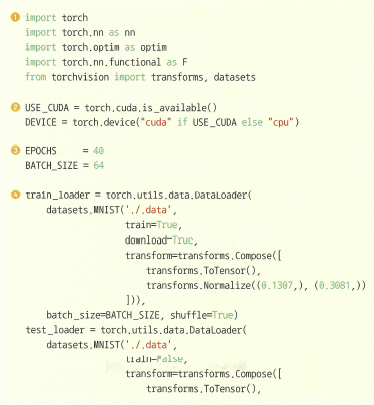 1 import torch
import torch.nn as nn
import torch.optim as optim
import torch.nn.functional as F
from torchvision import transforms, datasets
2 USE_CUDA = torch.cuda.is_available()
DEVICE = torch.device("cuda" if USE_CUDA else "cpu")
3 EPOCHS = 40
BATCH_SIZE = 64
4 train_loader = torch.utils.data.DataLoader(
datasets.MNIST('./.data',
train=True,
download=True,
transform=transforms.Compose([
transforms.ToTensor(),
transforms.Normalize((0.1307,), (0.3081,))
])),
batch_size=BATCH_SIZE, shuffle=True)
test_loader = torch.utils.data.DataLoader(
datasets.MNIST('./.data',
train=False,
transform=transforms.Compose([
transforms.ToTensor(),